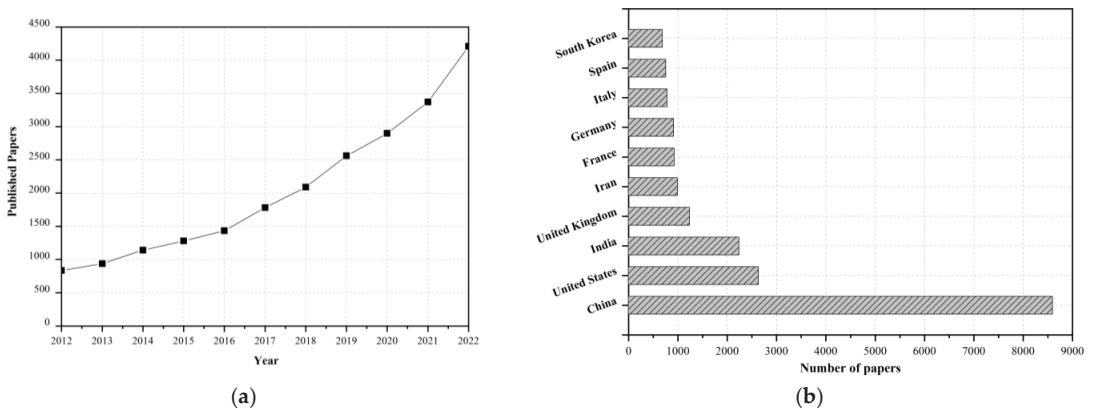 4500
4000
3500
3000
2500
2000
1500
1000
500
0
Published Papers
2012 2013 2014 2015 2016 2017 2018 2019 2020 2021 2022
Year
(a)
South Korea
Spain
Italy
Germany
France
Iran
United Kingdom
India
United States
China
0 1000 2000 3000 4000 5000 6000 7000 8000 9000
Number of papers
(b)